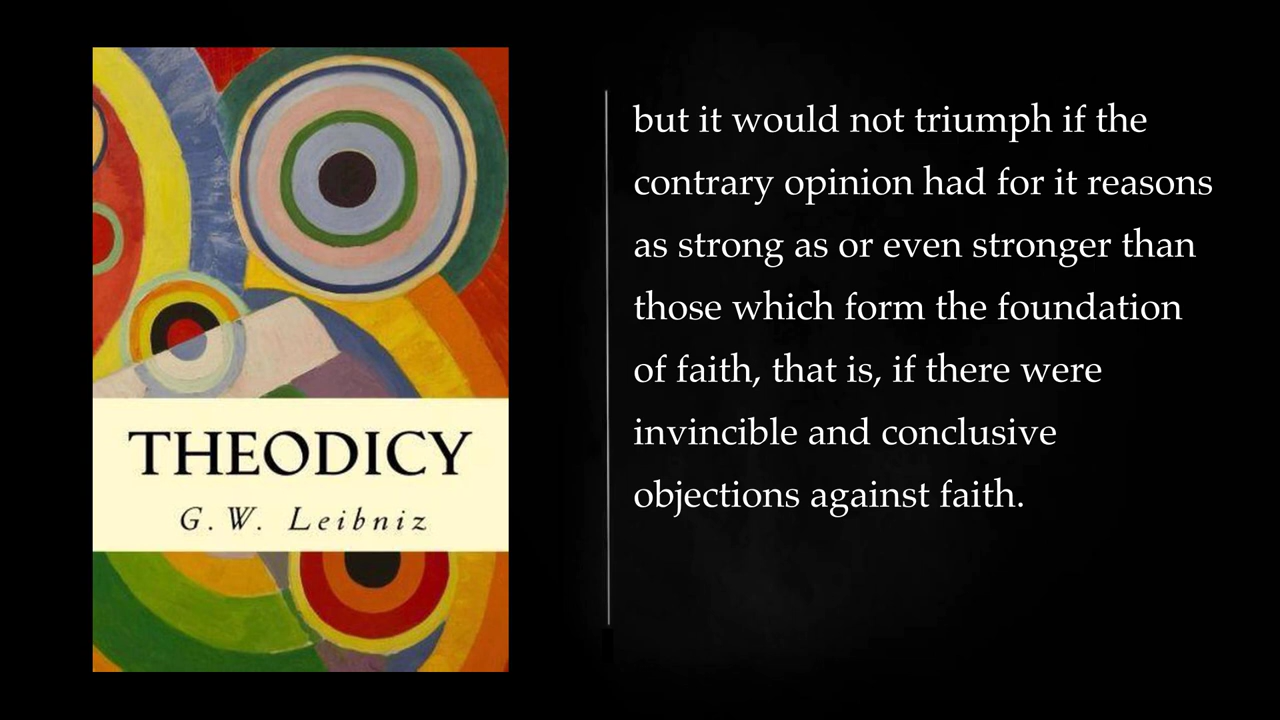 THEODICY
G.W. Leibniz
but it would not triumph if the
contrary opinion had for it reasons
as strong as or even stronger than
those which form the foundation
of faith, that is, if there were
invincible and conclusive
objections against faith.